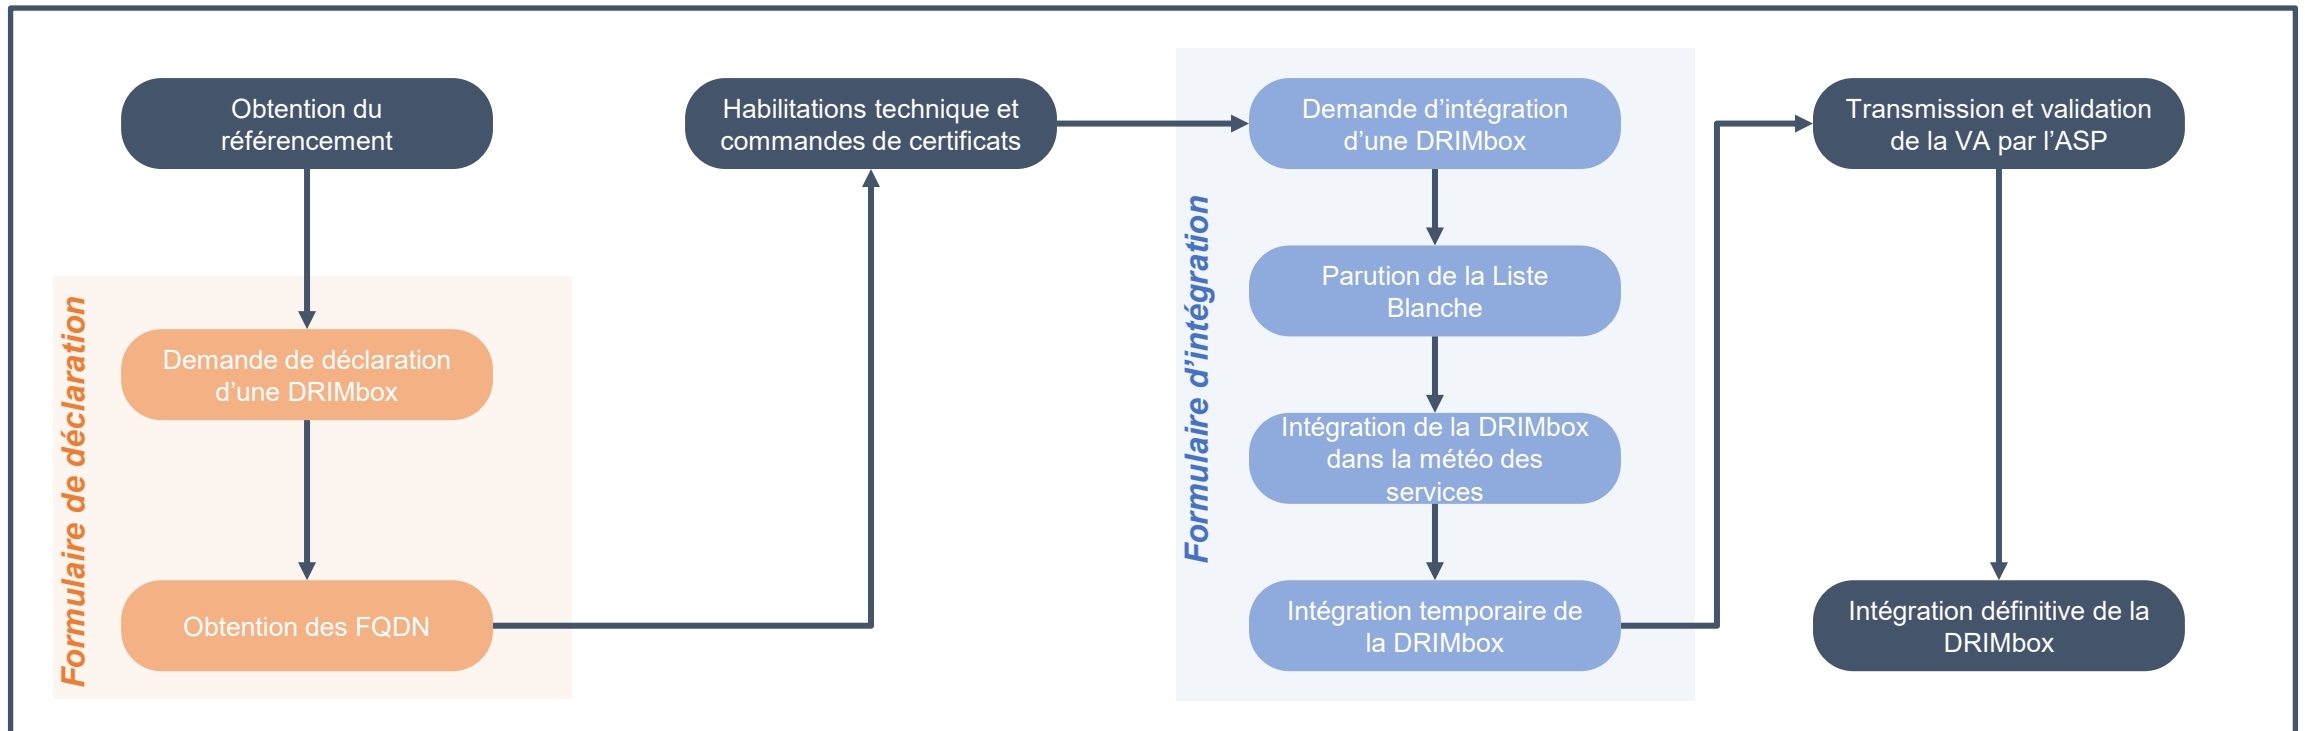 Obtention du
référencement
Formulaire de déclaration
Demande de déclaration
d’une DRIMbox
Obtention des FQDN
Habilitations technique et
commandes de certificats
Formulaire d’intégration
Demande d’intégration
d’une DRIMbox
Parution de la Liste
Blanche
Intégration de la DRIMbox
dans la météo des
services
Intégration temporaire de
la DRIMbox
Transmission et validation
de la VA par l’ASP
Intégration définitive de la
DRIMbox